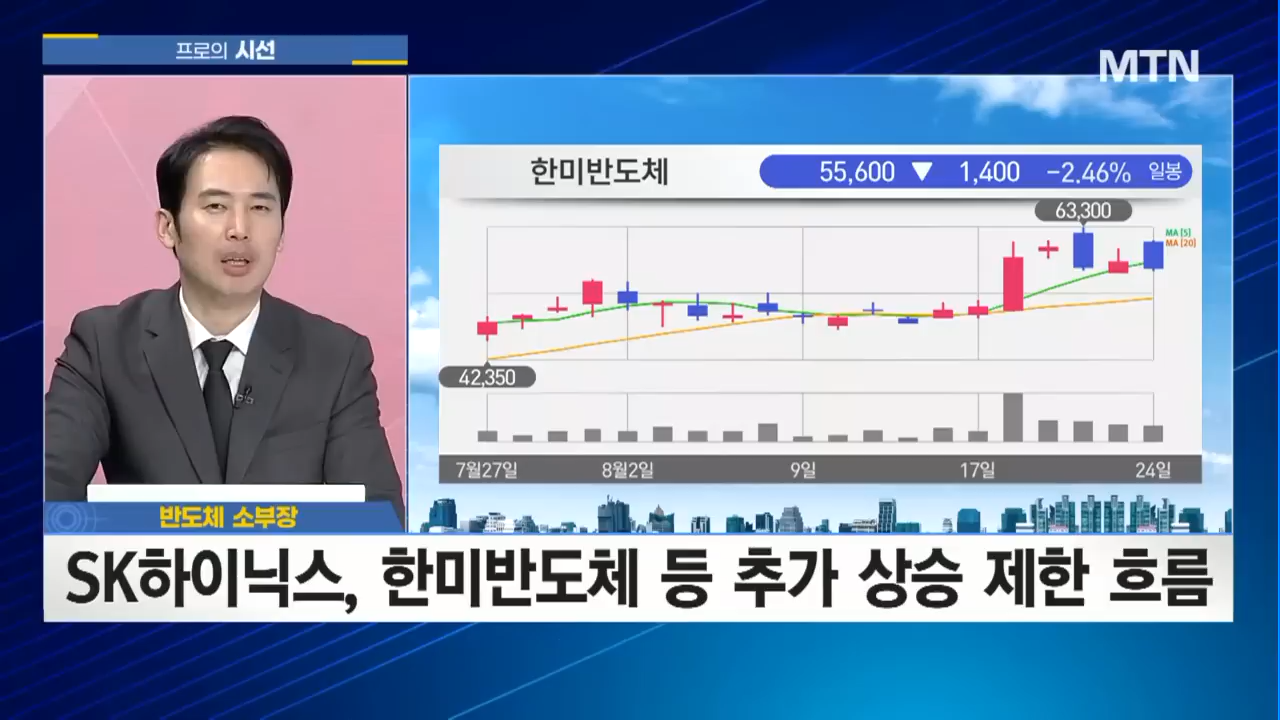 프로의 시선
MTN
한미반도체
55,600 ▼ 1,400 -2.46% 일봉
63,300
MA [5]
MA [20]
42,350
7월27일 8월2일 9일 17일 24일
반도체 소부장
SK하이닉스, 한미반도체 등 추가 상승 제한 흐름